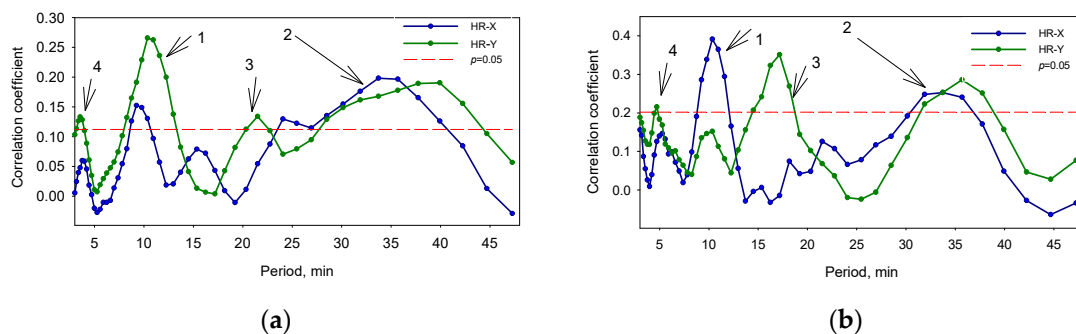 a
0.30
0.25
0.20
0.15
0.10
0.05
0.00
Correlation coefficient
1
2
3
4
HR-X
HR-Y
p=0.05
5 10 15 20 25 30 35 40 45
Period, min
(a)
b
0.4
0.3
0.2
0.1
0.0
Correlation coefficient
4
1
3
2
HR-X
HR-Y
p=0.05
5 10 15 20 25 30 35 40 45
Period, min
(b)